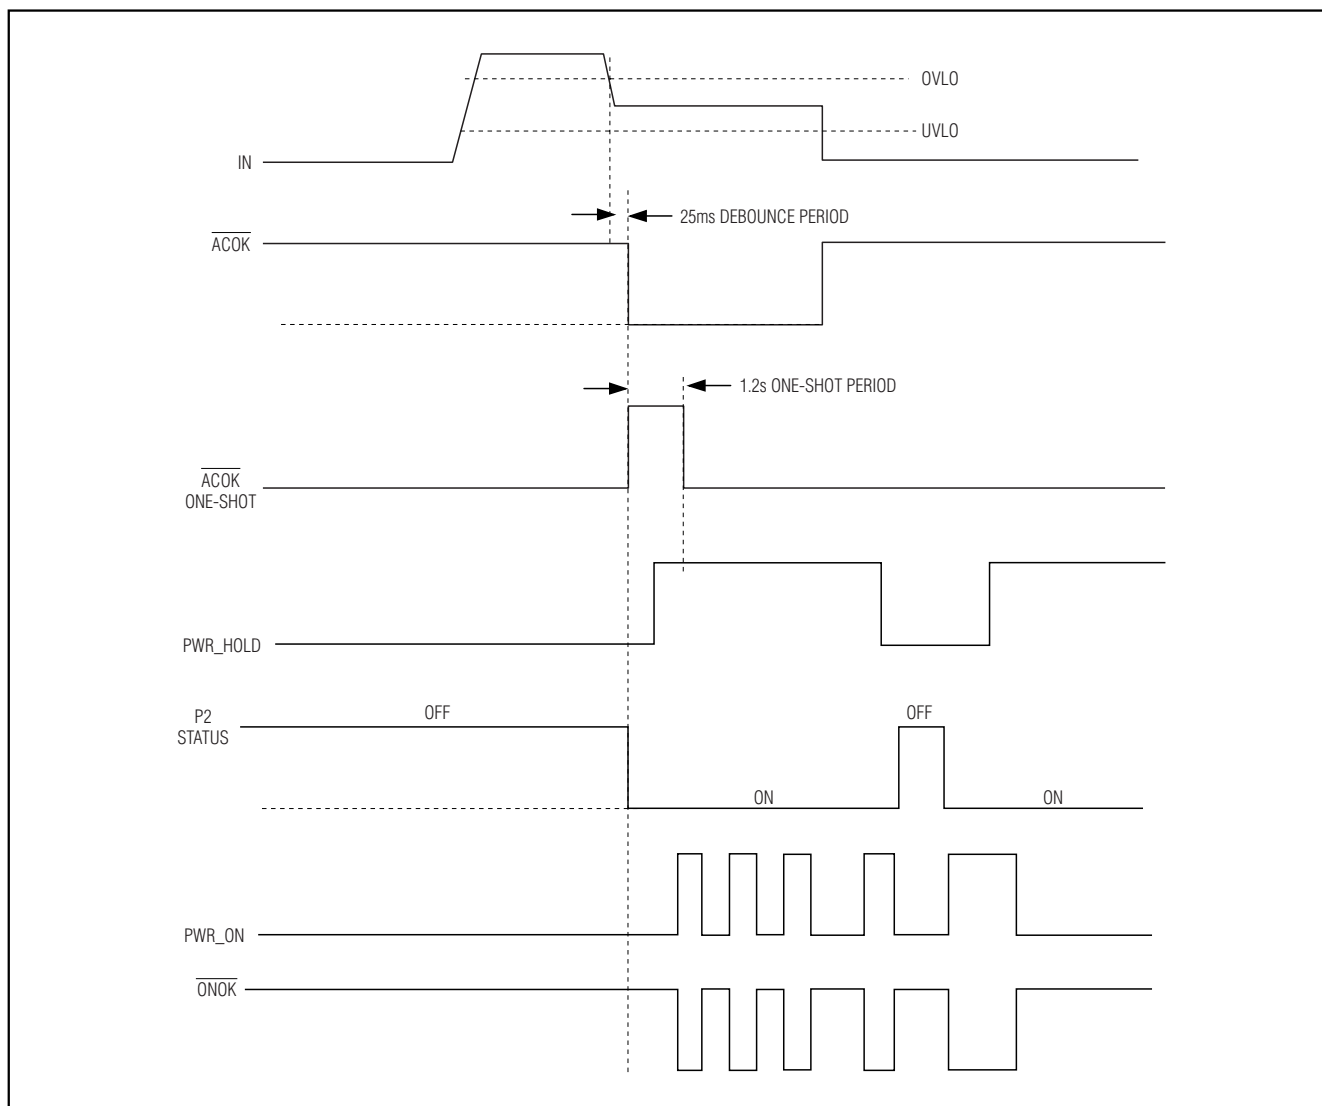 OVLO
UVLO
IN
25ms DEBOUNCE PERIOD
ACOK
1.2s ONE-SHOT PERIOD
ACOK
ONE-SHOT
PWR_HOLD
P2
STATUS
OFF
OFF
ON
ON
PWR_ON
ONOK